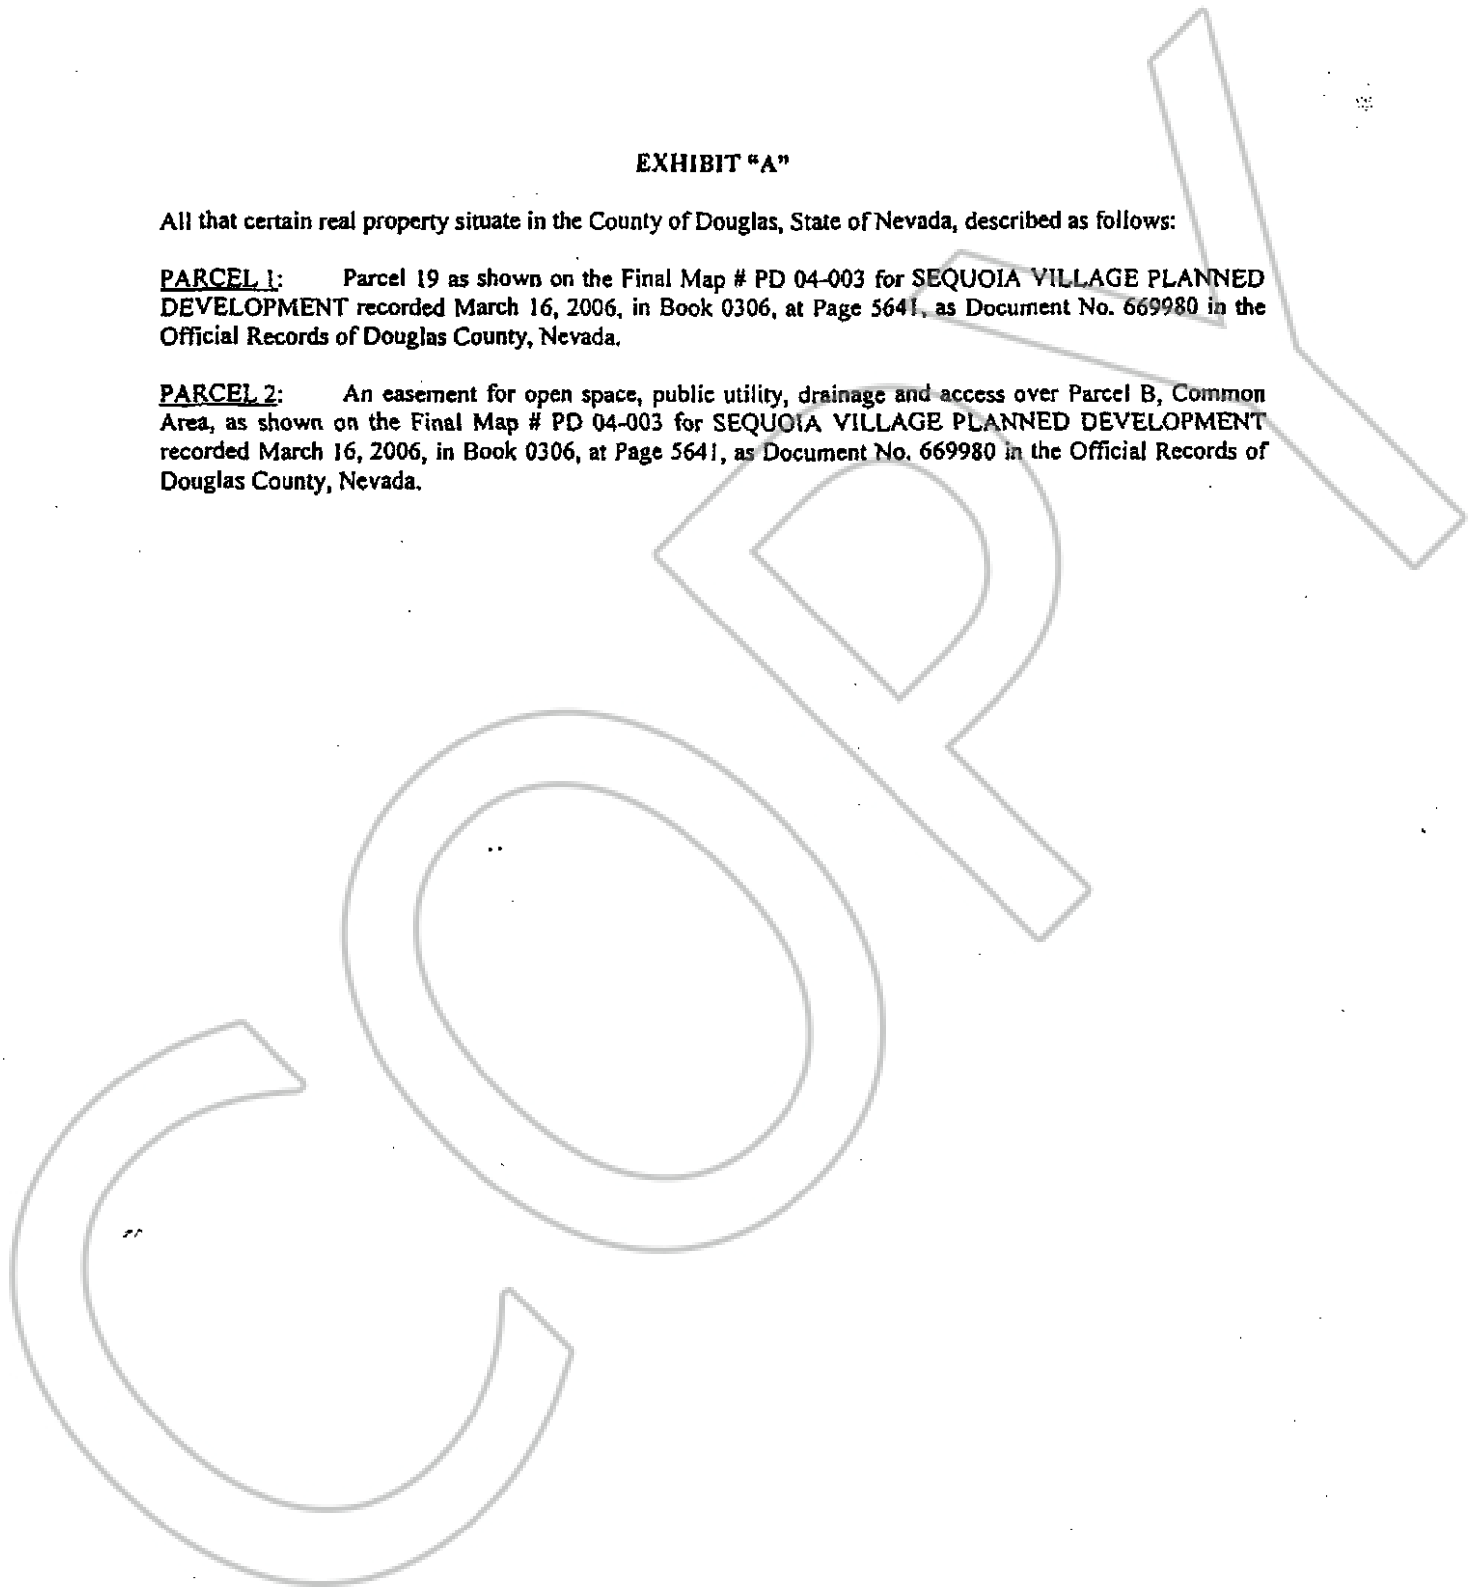 EXHIBIT “A”
All that certain real property situate in the County of Douglas, State of Nevada, described as follows:
PARCEL 1: Parcel 19 as shown on the Final Map # PD 04-003 for SEQUOIA VILLAGE PLANNED
DEVELOPMENT recorded March 16, 2006, in Book 0306, at Page 5641, as Document No. 669980 in the
Official Records of Douglas County, Nevada.
PARCEL 2: An easement for open space, public utility, drainage and access over Parcel B, Common
Area, as shown on the Final Map # PD 04-003 for SEQUOIA VILLAGE PLANNED DEVELOPMENT
recorded March 16, 2006, in Book 0306, at Page 5641, as Document No. 669980 in the Official Records of
Douglas County, Nevada.
COPY